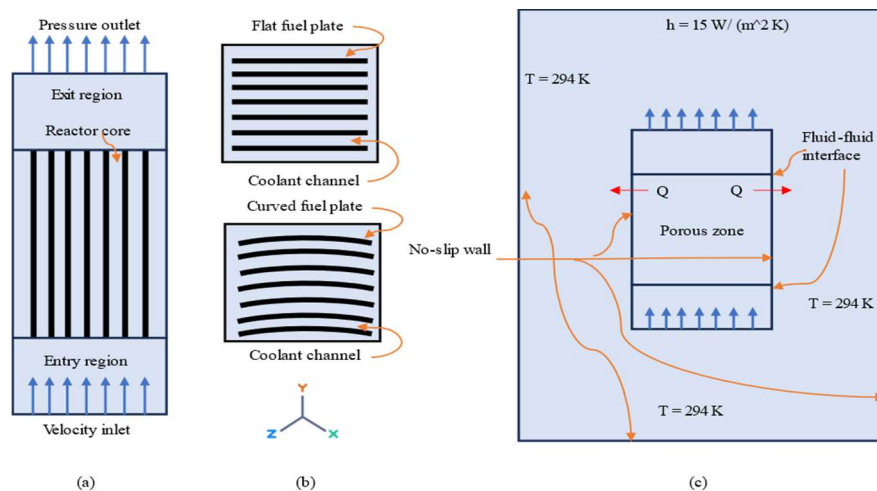 Pressure outlet
Exit region
Reactor core
Entry region
Velocity inlet
(a)
Flat fuel plate
Coolant channel
Curved fuel plate
Coolant channel
Y
Z
X
(b)
h = 15 W/ (m^2 K)
T = 294 K
Fluid-fluid
interface
Q
Q
Porous zone
No-slip wall
T = 294 K
T = 294 K
(c)